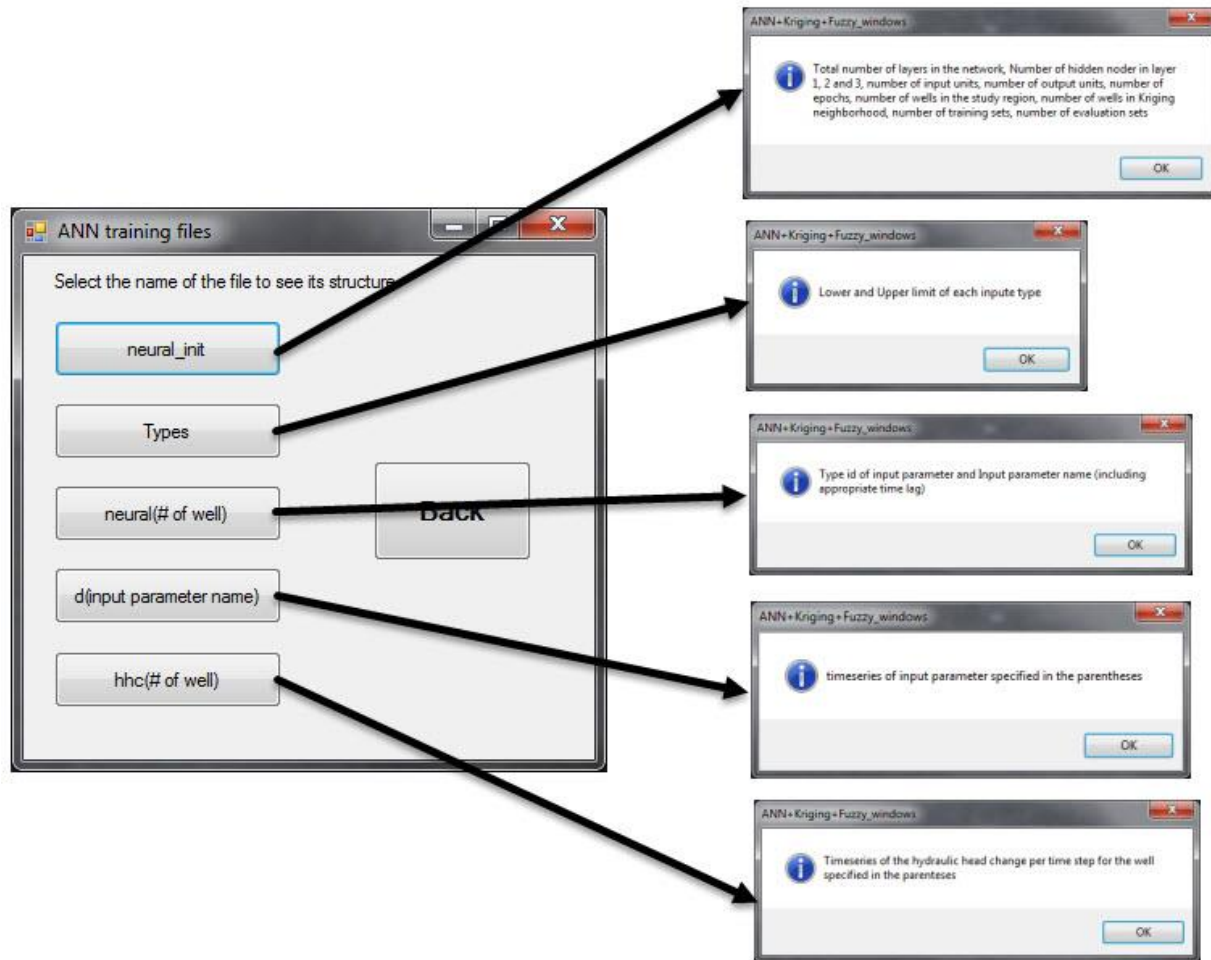 ANN training files
Select the name of the file to see its structure
neural_init
Types
neural(# of well)
d(input parameter name)
hhc(# of well)
Back
ANN+Kriging+Fuzzy_windows
Total number of layers in the network, Number of hidden noder in layer
1, 2 and 3, number of input units, number of output units, number of
epochs, number of wells in the study region, number of wells in Kriging
neighborhood, number of training sets, number of evaluation sets
OK
ANN+Kriging+Fuzzy_windows
Lower and Upper limit of each inpute type
OK
ANN+Kriging+Fuzzy_windows
Type id of input parameter and Input parameter name (including
appropriate time lag)
OK
ANN+Kriging+Fuzzy_windows
timeseries of input parameter specified in the parentheses
OK
ANN+Kriging+Fuzzy_windows
Timeseries of the hydraulic head change per time step for the well
specified in the parenteses
OK